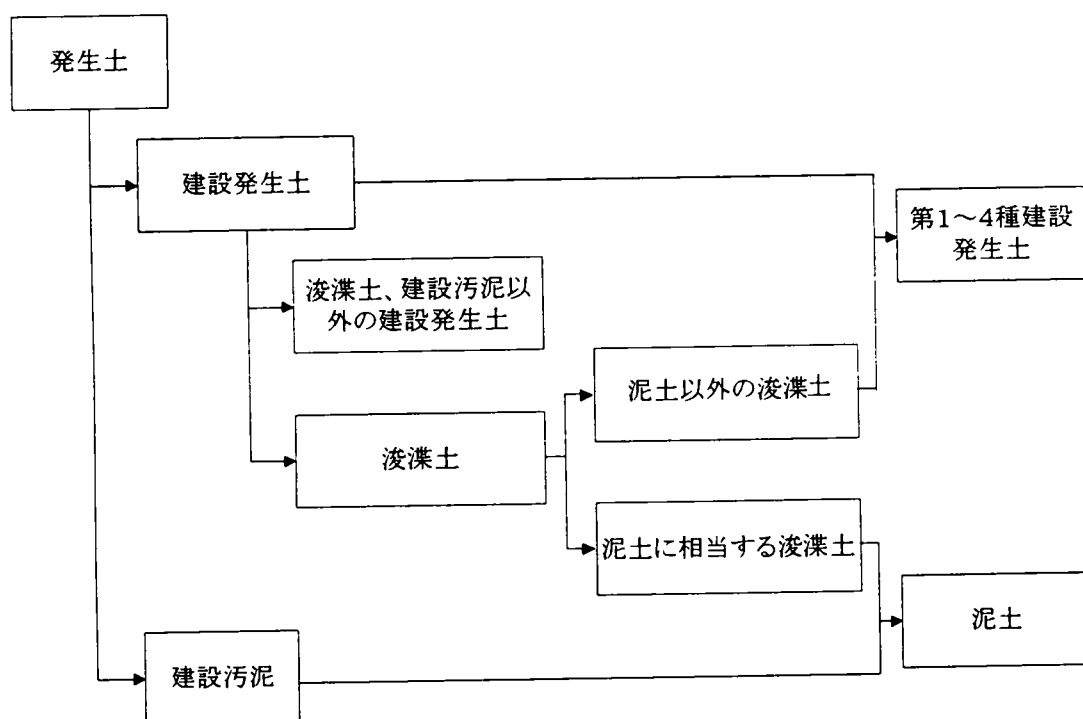 発生土
建設発生土
第1～4種建設
発生土
浚渫土、建設汚泥以
外の建設発生土
泥土以外の浚渫土
浚渫土
泥土に相当する浚渫土
泥土
建設汚泥